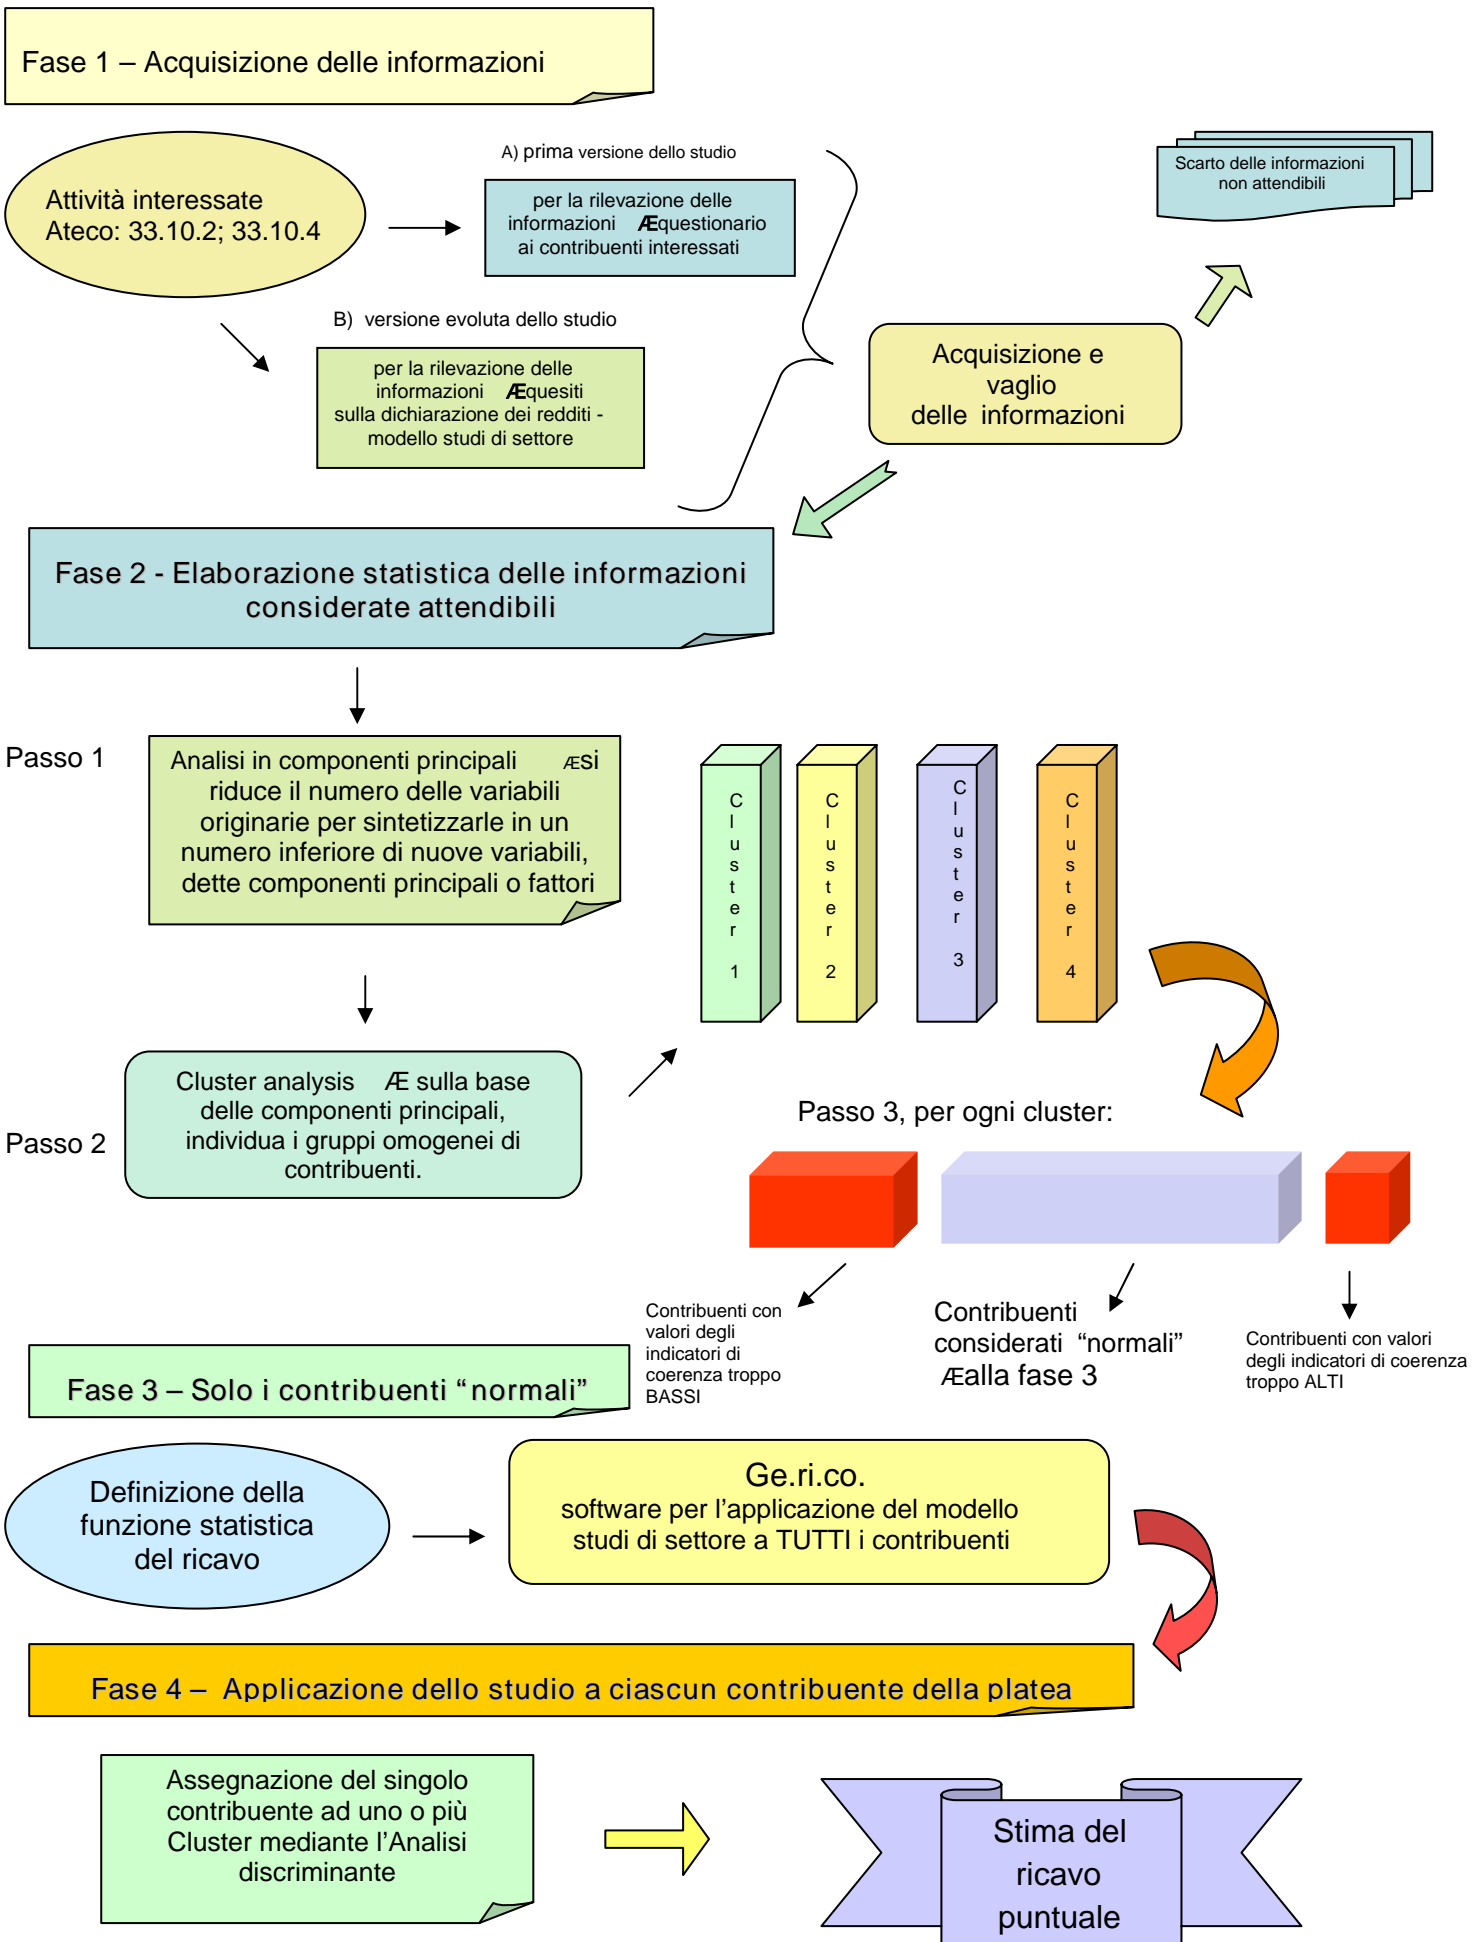 Fase 1 – Acquisizione delle informazioni
Attività interessate
Ateco: 33.10.2; 33.10.4
A) prima versione dello studio
per la rilevazione delle
informazioni Æquestionario
ai contribuenti interessati
B) versione evoluta dello studio
per la rilevazione delle
informazioni Æquesiti
sulla dichiarazione dei redditi -
modello studi di settore
Acquisizione e
vaglio
delle informazioni
Scarto delle informazioni
non attendibili
Fase 2 - Elaborazione statistica delle informazioni
considerate attendibili
Passo 1
Analisi in componenti principali Æsi
riduce il numero delle variabili
originarie per sintetizzarle in un
numero inferiore di nuove variabili,
dette componenti principali o fattori
Passo 2
Cluster analysis Æ sulla base
delle componenti principali,
individua i gruppi omogenei di
contribuenti.
Cluster 1
Cluster 2
Cluster 3
Cluster 4
Passo 3, per ogni cluster:
Contribuenti con
valori degli
indicatori di
coerenza troppo
BASSI
Contribuenti
considerati “normali”
Æalla fase 3
Contribuenti con valori
degli indicatori di coerenza
troppo ALTI
Fase 3 – Solo i contribuenti “normali”
Definizione della
funzione statistica
del ricavo
Ge.ri.co.
software per l’applicazione del modello
studi di settore a TUTTI i contribuenti
Fase 4 – Applicazione dello studio a ciascun contribuente della platea
Assegnazione del singolo
contribuente ad uno o più
Cluster mediante l’Analisi
discriminante
Stima del
ricavo
puntuale